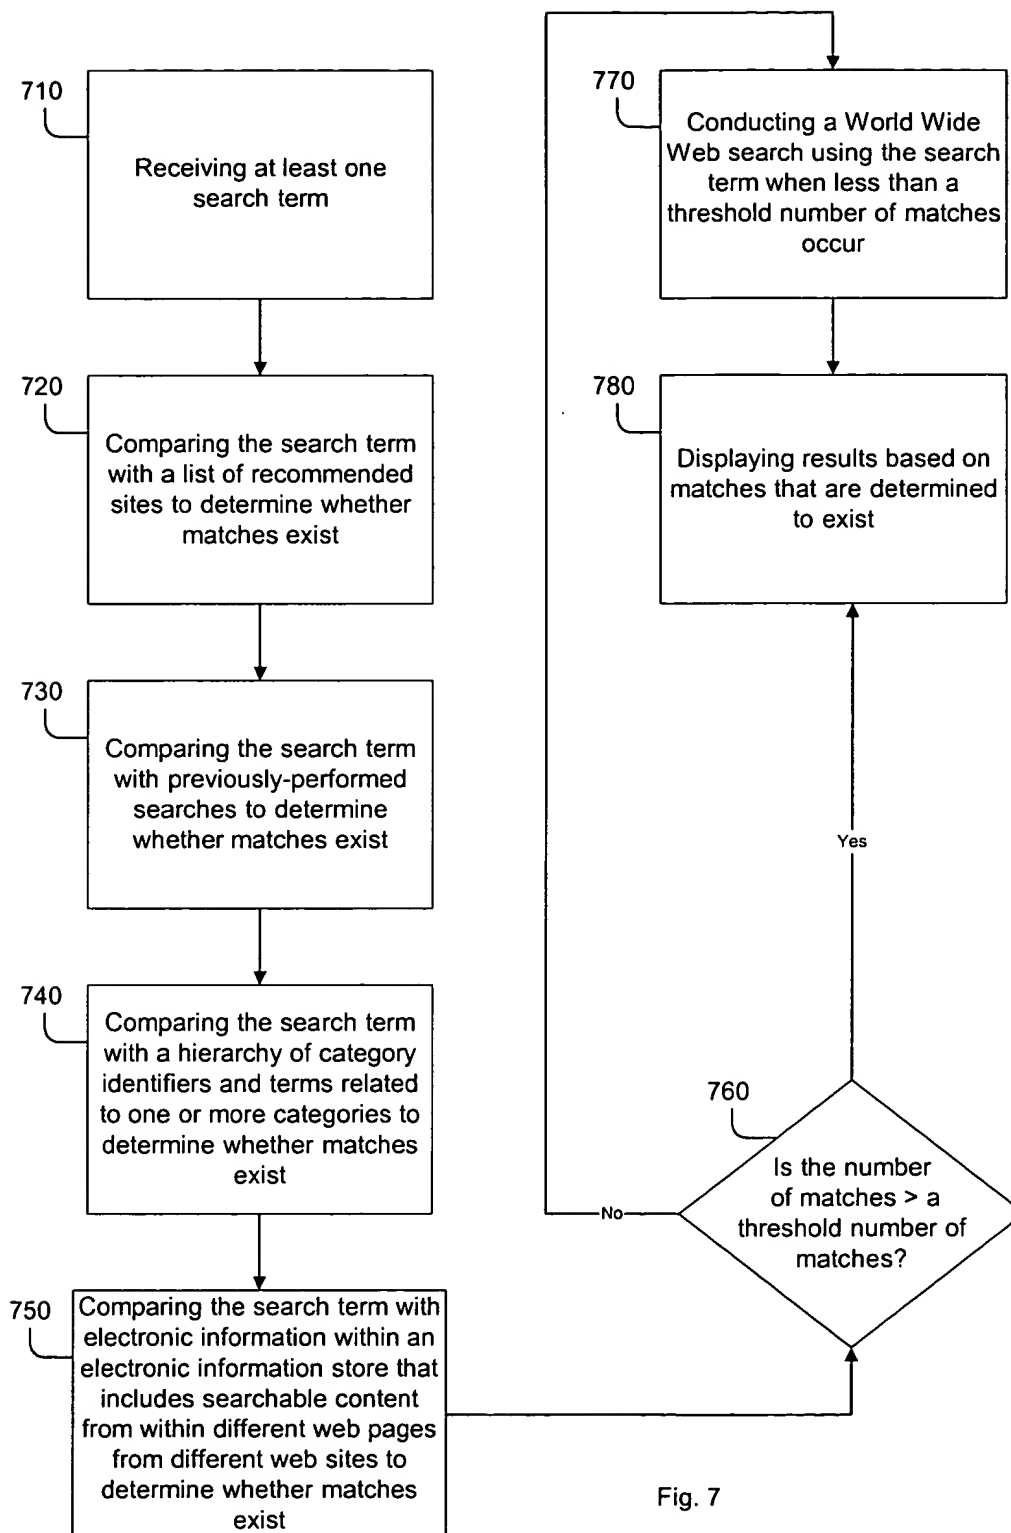 710
Receiving at least one
search term
720
Comparing the search term
with a list of recommended
sites to determine whether
matches exist
730
Comparing the search term
with previously-performed
searches to determine
whether matches exist
740
Comparing the search term
with a hierarchy of category
identifiers and terms related
to one or more categories to
determine whether matches
exist
750
Comparing the search term with
electronic information within an
electronic information store that
includes searchable content
from within different web pages
from different web sites to
determine whether matches
exist
760
Is the number
of matches > a
threshold number of
matches?
No
Yes
770
Conducting a World Wide
Web search using the search
term when less than a
threshold number of matches
occur
780
Displaying results based on
matches that are determined
to exist
Fig. 7